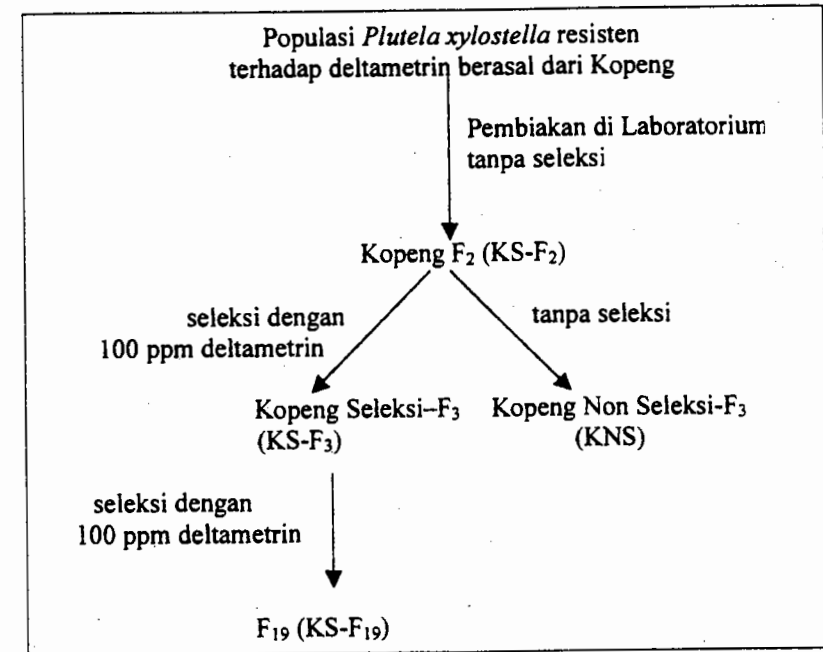 Populasi Plutela xylostella resisten
terhadap deltametrin berasal dari Kopeng
Pembiakan di Laboratorium
tanpa seleksi
Kopeng F₂ (KS-F₂)
seleksi dengan
100 ppm deltametrin
tanpa seleksi
Kopeng Seleksi–F₃
(KS-F₃)
Kopeng Non Seleksi-F₃
(KNS)
seleksi dengan
100 ppm deltametrin
F₁₉ (KS-F₁₉)